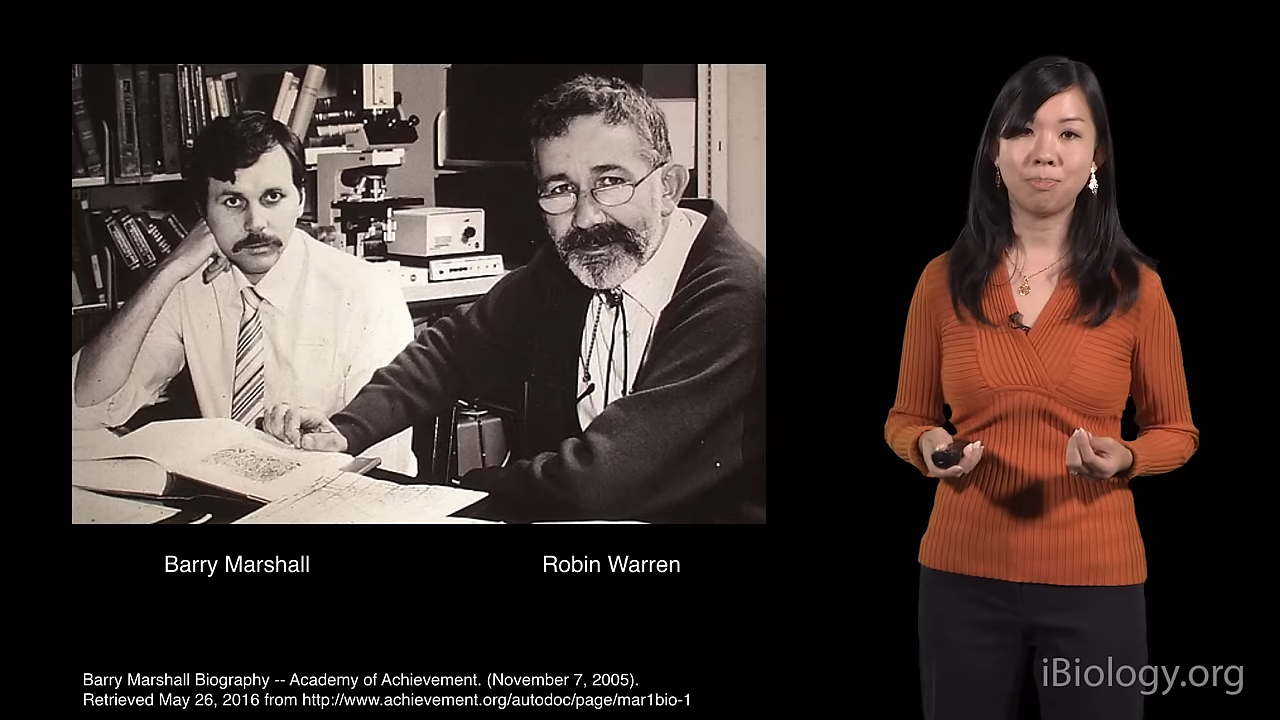 Barry Marshall
Robin Warren
Barry Marshall Biography -- Academy of Achievement. (November 7, 2005).
Retrieved May 26, 2016 from http://www.achievement.org/autodoc/page/mar1bio-1
iBiology.org